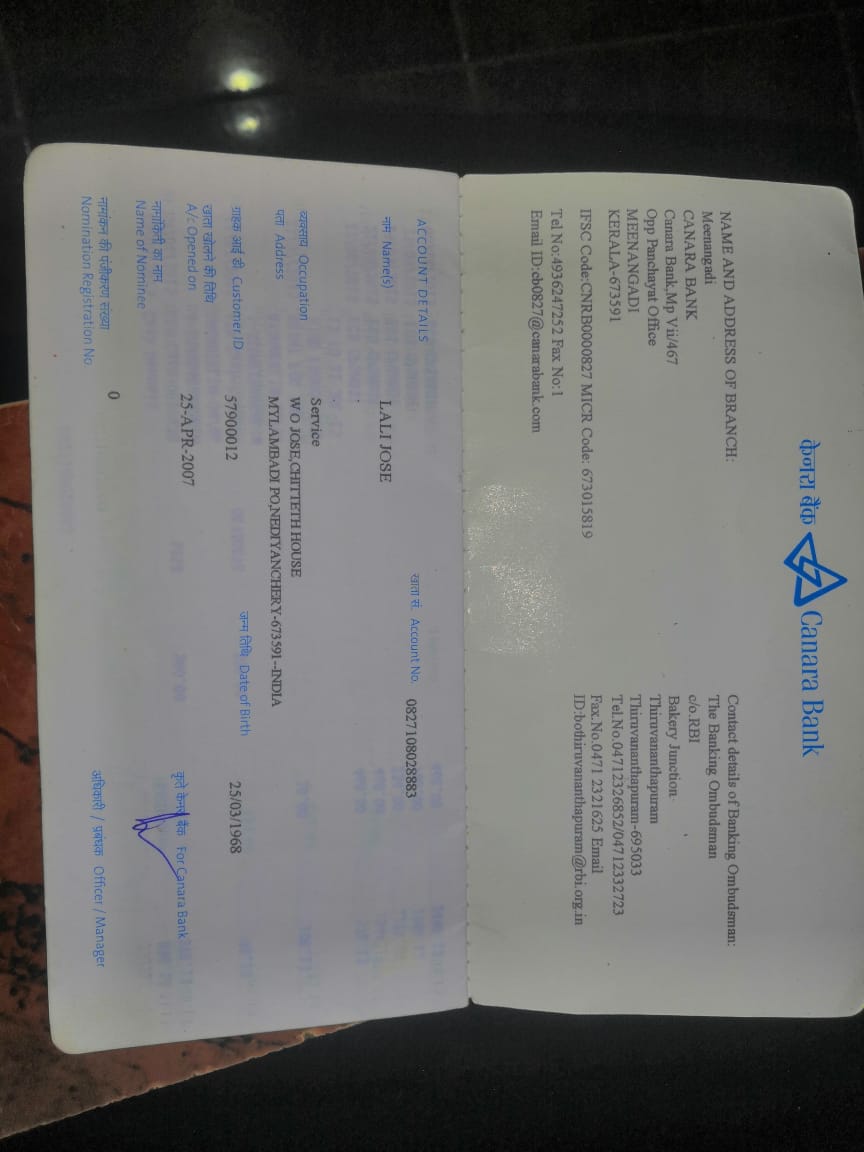 केनरा बैंक Canara Bank
NAME AND ADDRESS OF BRANCH:
Meenangadi
CANARA BANK
Canara Bank,Mp Vii/467
Opp Panchayat Office
MEENANGADI
KERALA-673591
IFSC Code:CNRB0000827 MICR Code: 673015819
Tel No:4936247252 Fax No:1
Email ID:cb0827@canarabank.com
Contact details of Banking Ombudsman:
The Banking Ombudsman
c/o.RBI
Bakery Junction
Thiruvananthapuram
Thiruvananthapuram-695033
Tel.No.04712326852/04712332723
Fax.No.0471 2321625 Email
ID:bothiruvananthapuram@rbi.org.in
ACCOUNT DETAILS
खाता सं. Account No. 0827108028883
नाम Name(s) LALI JOSE
व्यवसाय Occupation Service
पता Address W O JOSE,CHITTETH HOUSE
MYLAMBADI PO,NEDIYANCHERY-673591--INDIA
ग्राहक आई डी Customer ID 57900012
जन्म तिथि Date of Birth 25/03/1968
खाता खोलने की तिथि
A/c Opened on 25-APR-2007
नामांकिती का नाम
Name of Nominee
कृते केनरा बैंक For Canara Bank
नामांकन की पंजीकरण संख्या
Nomination Registration No. 0
अधिकारी / प्रबंधक Officer / Manager